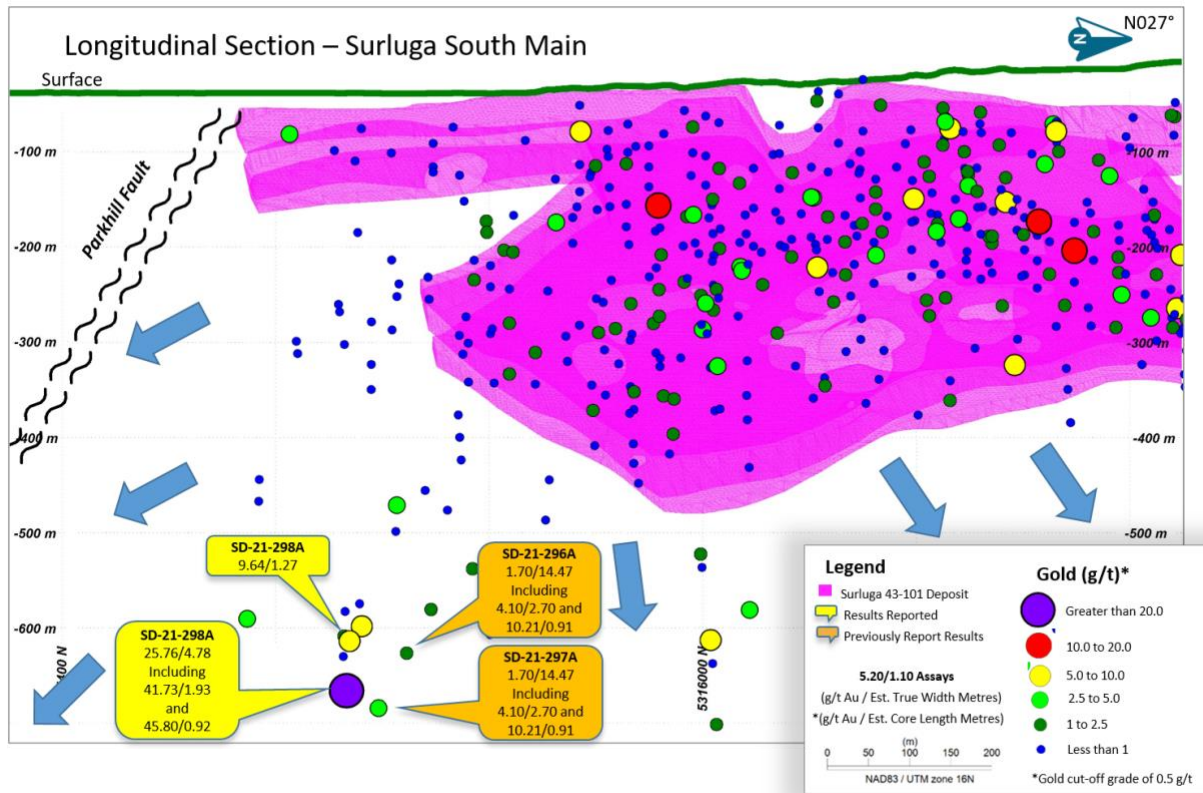 Longitudinal Section – Surluga South Main
N
N027°
Surface
Parkhill Fault
-100 m
-200 m
-300 m
-400 m
-500 m
-600 m
-100 m
-200 m
-300 m
-400 m
-500 m
400 N
5316000 N
SD-21-298A
9.64/1.27
SD-21-296A
1.70/14.47
Including
4.10/2.70 and
10.21/0.91
SD-21-298A
25.76/4.78
Including
41.73/1.93
and
45.80/0.92
SD-21-297A
1.70/14.47
Including
4.10/2.70 and
10.21/0.91
Legend
Surluga 43-101 Deposit
Results Reported
Previously Report Results
5.20/1.10 Assays
(g/t Au / Est. True Width Metres)
*(g/t Au / Est. Core Length Metres)
(m)
0 50 100 150 200
NAD83 / UTM zone 16N
Gold (g/t)*
Greater than 20.0
10.0 to 20.0
5.0 to 10.0
2.5 to 5.0
1 to 2.5
Less than 1
*Gold cut-off grade of 0.5 g/t